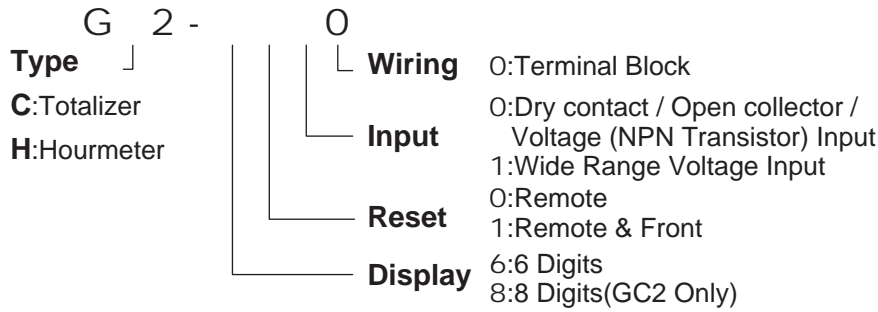 G 2 - 0
Type
C:Totalizer
H:Hourmeter
Wiring 0:Terminal Block
Input 0:Dry contact / Open collector /
Voltage (NPN Transistor) Input
1:Wide Range Voltage Input
Reset 0:Remote
1:Remote & Front
Display 6:6 Digits
8:8 Digits(GC2 Only)